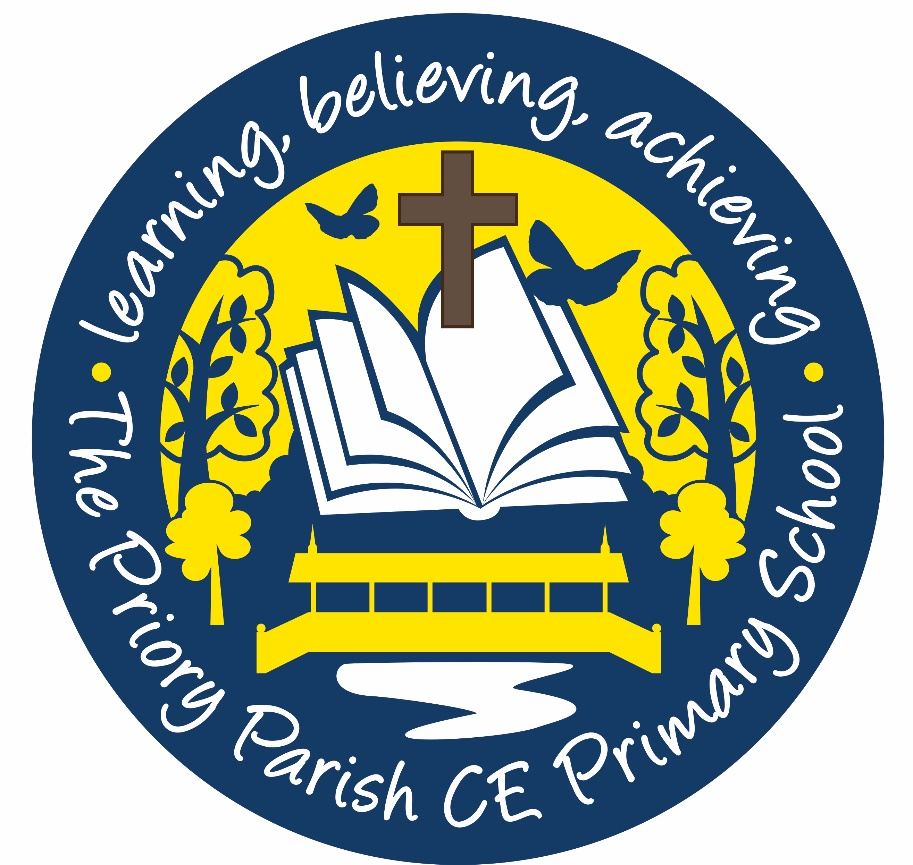 learning, believing, achieving
The Priory Parish CE Primary School